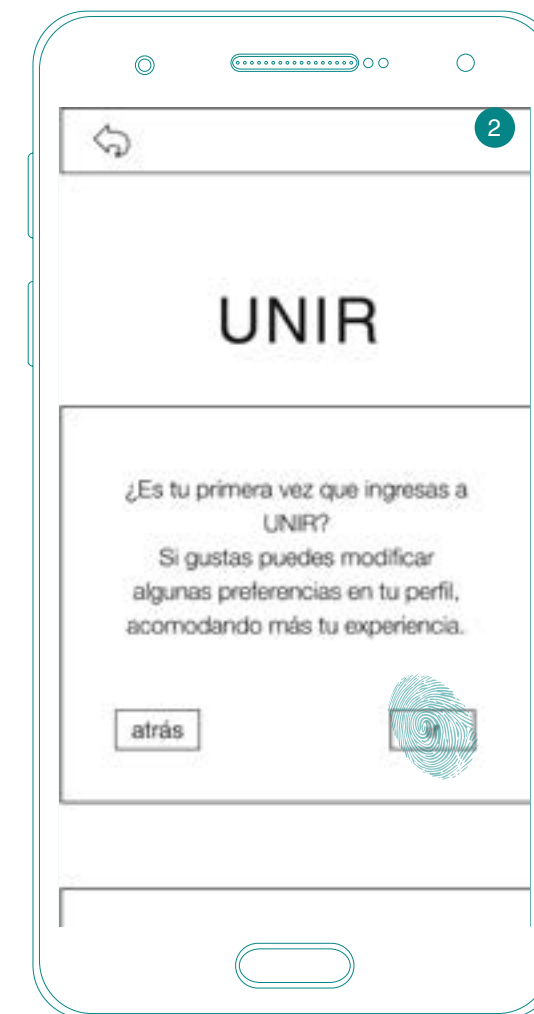 2
UNIR
¿Es tu primera vez que ingresas a
UNIR?
Si gustas puedes modificar
algunas preferencias en tu perfil,
acomodando más tu experiencia.
atrás
ir